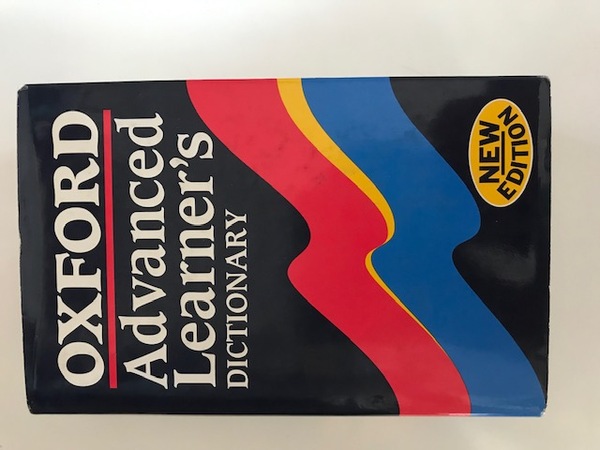 OXFORD
Advanced
Learner's
DICTIONARY
NEW
EDITION